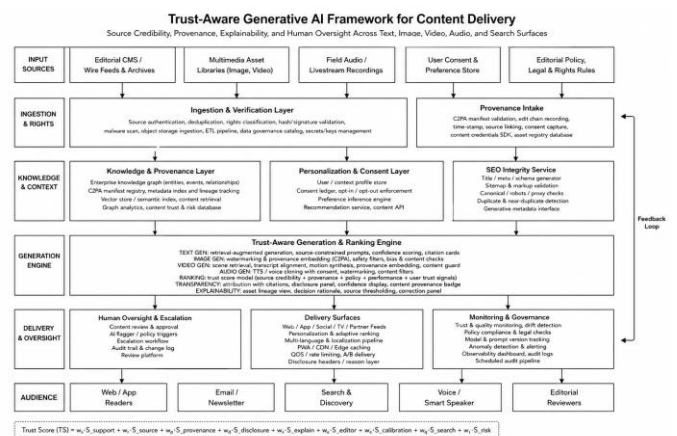 Trust-Aware Generative AI Framework for Content Delivery
Source Credibility, Provenance, Explainability, and Human Oversight Across Text, Image, Video, Audio, and Search Surfaces
INPUT
SOURCES
Editorial CMS /
Wire Feeds & Archives
Multimedia Asset
Libraries (Image, Video)
Field Audio /
Livestream Recordings
User Consent &
Preference Store
Editorial Policy,
Legal & Rights Rules
INGESTION
& RIGHTS
Ingestion & Verification Layer
Source authentication, deduplication, rights classification, hash/signature validation,
malware scan, object storage ingestion, ETL pipeline, data governance catalog, secrets/keys management
Provenance Intake
C2PA manifest validation, edit chain recording,
time-stamp, source linking, consent capture,
content credentials SDK, asset registry database
KNOWLEDGE
& CONTEXT
Knowledge & Provenance Layer
Enterprise knowledge graph (entities, events, relationships)
C2PA manifest registry, metadata index and lineage tracking
Vector store / semantic index, content retrieval
Graph analytics, content trust & risk database
Personalization & Consent Layer
User / context profile store
Consent ledger, opt-out enforcement
Preference inference engine
Recommendation service, content API
SEO Integrity Service
Title / meta / schema generator
Sitemap & markup validation
Canonical / robots / proxy checks
Duplicate & near-duplicate detection
Generative metadata interface
Feedback
Loop
GENERATION
ENGINE
Trust-Aware Generation & Ranking Engine
TEXT GEN: retrieval-augmented generation, source-constrained prompts, confidence scoring, citation cards
IMAGE GEN: watermarking & provenance embedding (C2PA), safety filters, bias & content checks
VIDEO GEN: scene retrieval, transcript alignment, motion synthesis, provenance embedding, content guard
AUDIO GEN: TTS / voice cloning with consent, watermarking, content filters
RANKING: trust score model (source credibility + provenance + policy + performance + user trust signals)
TRANSPARENCY: attribution with citations, disclosure panel, confidence display, content provenance badge
EXPLAINABILITY: asset lineage view, decision rationale, source thresholding, correction panel
DELIVERY
& OVERSIGHT
Human Oversight & Escalation
Content review & approval
AI flagger / policy triggers
Escalation workflow
Audit trail & change log
Review platform
Delivery Surfaces
Web / App / Social / TV / Partner Feeds
Personalization & adaptive ranking
Multi-language & localization pipeline
PWA / CDN / Edge caching
QOS / rate limiting, A/B delivery
Disclosure headers / reason layer
Monitoring & Governance
Trust & quality monitoring, drift detection
Policy compliance & legal checks
Model & prompt version tracking
Anomaly detection & alerting
Observability dashboard, audit logs
Scheduled audit pipeline
AUDIENCE
Web / App
Readers
Email /
Newsletter
Search &
Discovery
Voice /
Smart Speaker
Editorial
Reviewers
Trust Score (TS) = S_support + S_source + S_provenance + S_disclosure + S_explain + S_editor + S_calibration + S_search + S_risk